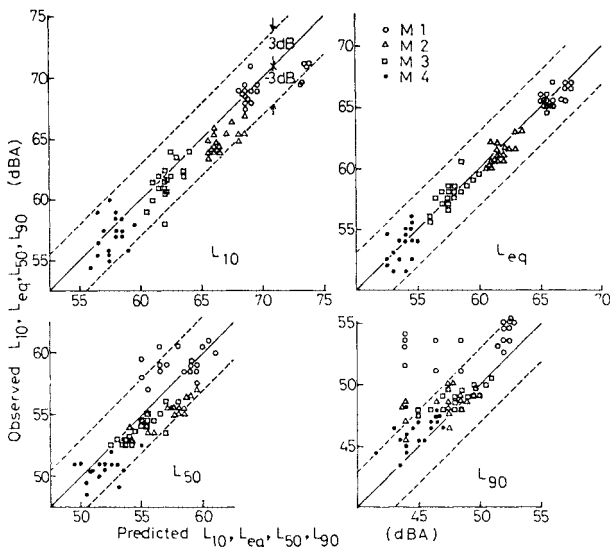 75
70
65
60
55
3dB
-3dB
○ M 1
△ M 2
□ M 3
• M 4
L10
55 60 65 70 75
70
65
60
55
Leq
55 60 65 70
60
55
50
L50
50 55 60
55
50
45
L90
45 50 55
Observed L10, Leq, L50, L90 (dBA)
Predicted L10, Leq, L50, L90 (dBA)